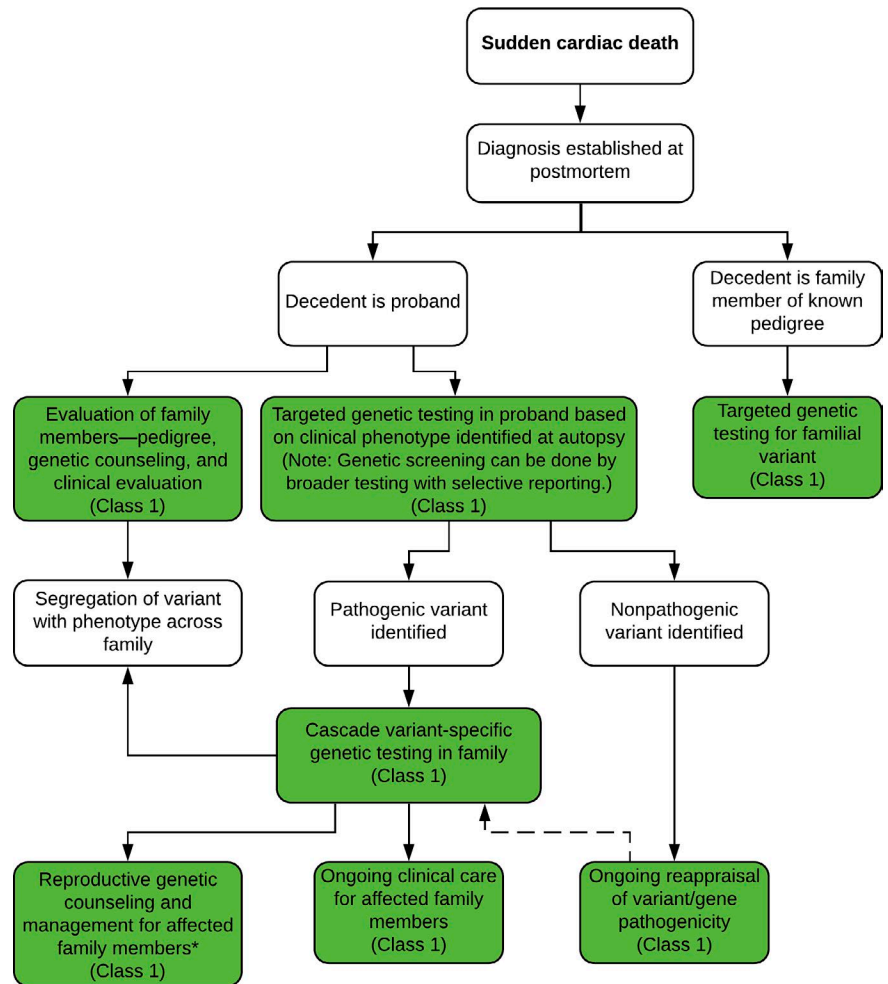 Sudden cardiac death
Diagnosis established at
postmortem
Decedent is proband
Decedent is family
member of known
pedigree
Evaluation of family
members—pedigree,
genetic counseling, and
clinical evaluation
(Class 1)
Targeted genetic testing in proband based
on clinical phenotype identified at autopsy
(Note: Genetic screening can be done by
broader testing with selective reporting.)
(Class 1)
Targeted genetic
testing for familial
variant
(Class 1)
Segregation of variant
with phenotype across
family
Pathogenic variant
identified
Nonpathogenic
variant identified
Cascade variant-specific
genetic testing in family
(Class 1)
Reproductive genetic
counseling and
management for affected
family members*
(Class 1)
Ongoing clinical care
for affected family
members
(Class 1)
Ongoing reappraisal
of variant/gene
pathogenicity
(Class 1)